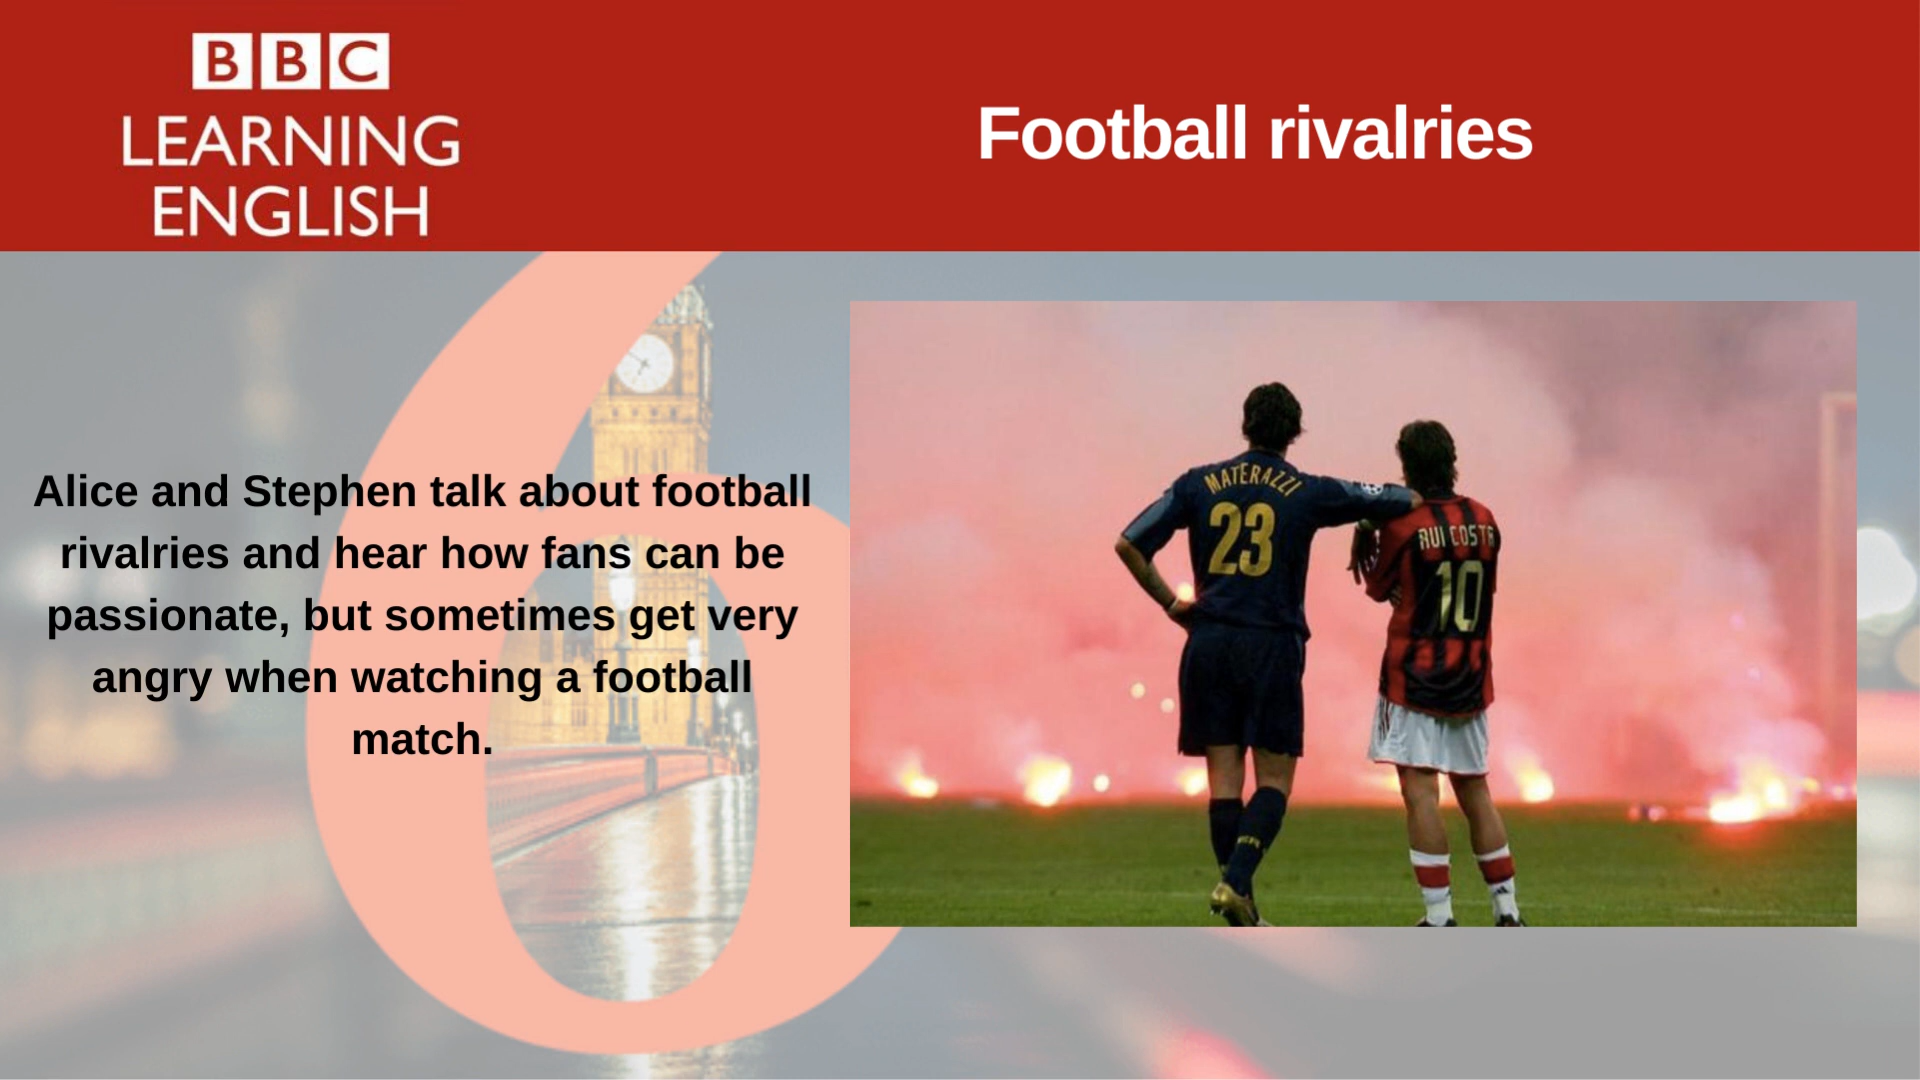 BBC
LEARNING
ENGLISH
Football rivalries
Alice and Stephen talk about football
rivalries and hear how fans can be
passionate, but sometimes get very
angry when watching a football
match.
6
MATERAZZI
23
RUI COSTA
10